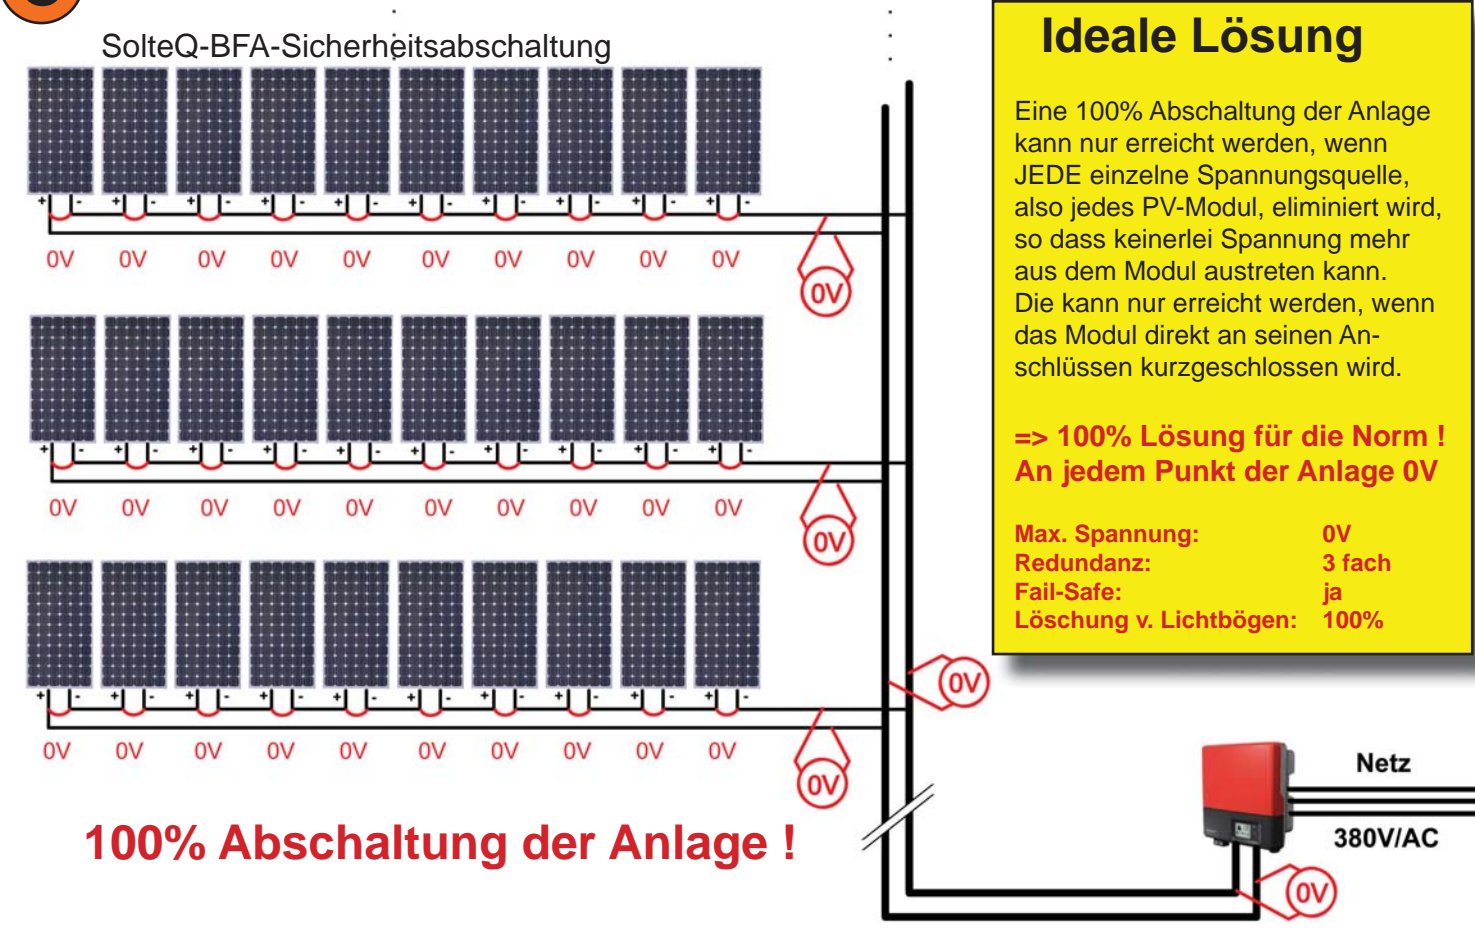 SolteQ-BFA-Sicherheitsabschaltung
+ - + - + - + - + - + - + - + - + - + -
0V 0V 0V 0V 0V 0V 0V 0V 0V 0V
0V
+ - + - + - + - + - + - + - + - + - + -
0V 0V 0V 0V 0V 0V 0V 0V 0V 0V
0V
+ - + - + - + - + - + - + - + - + - + -
0V 0V 0V 0V 0V 0V 0V 0V 0V 0V
0V
0V
100% Abschaltung der Anlage !
Ideale Lösung
Eine 100% Abschaltung der Anlage
kann nur erreicht werden, wenn
JEDE einzelne Spannungsquelle,
also jedes PV-Modul, eliminiert wird,
so dass keinerlei Spannung mehr
aus dem Modul austreten kann.
Die kann nur erreicht werden, wenn
das Modul direkt an seinen An-
schlüssen kurzgeschlossen wird.
=> 100% Lösung für die Norm !
An jedem Punkt der Anlage 0V
Max. Spannung: 0V
Redundanz: 3 fach
Fail-Safe: ja
Löschung v. Lichtbögen: 100%
Netz
380V/AC
0V